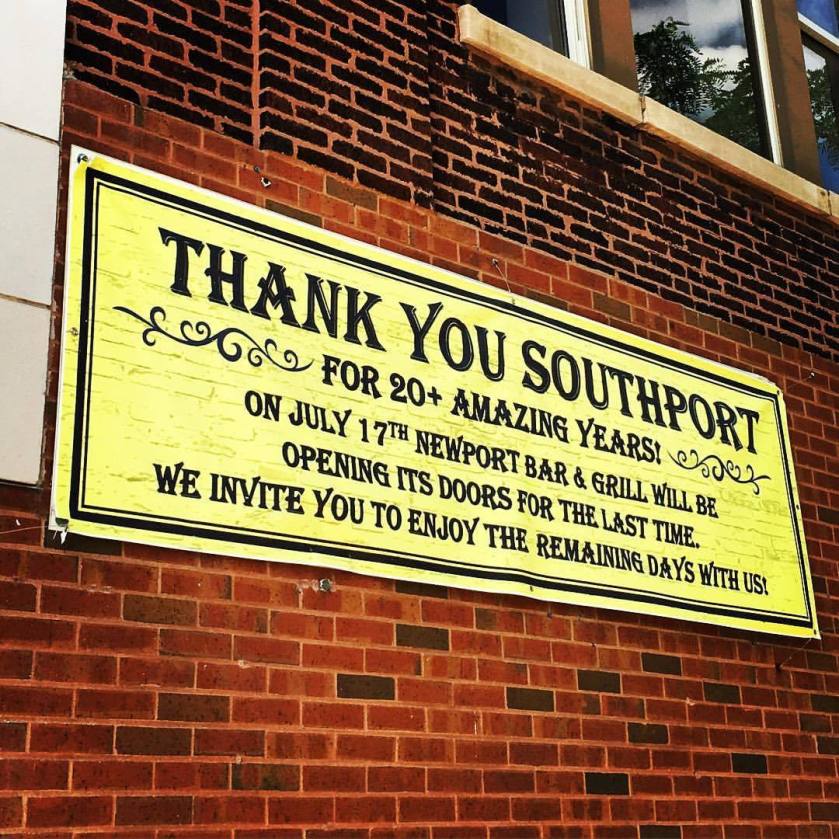 THANK YOU SOUTHPORT
FOR 20+ AMAZING YEARS!
ON JULY 17TH NEWPORT BAR & GRILL WILL BE
OPENING ITS DOORS FOR THE LAST TIME.
WE INVITE YOU TO ENJOY THE REMAINING DAYS WITH US!